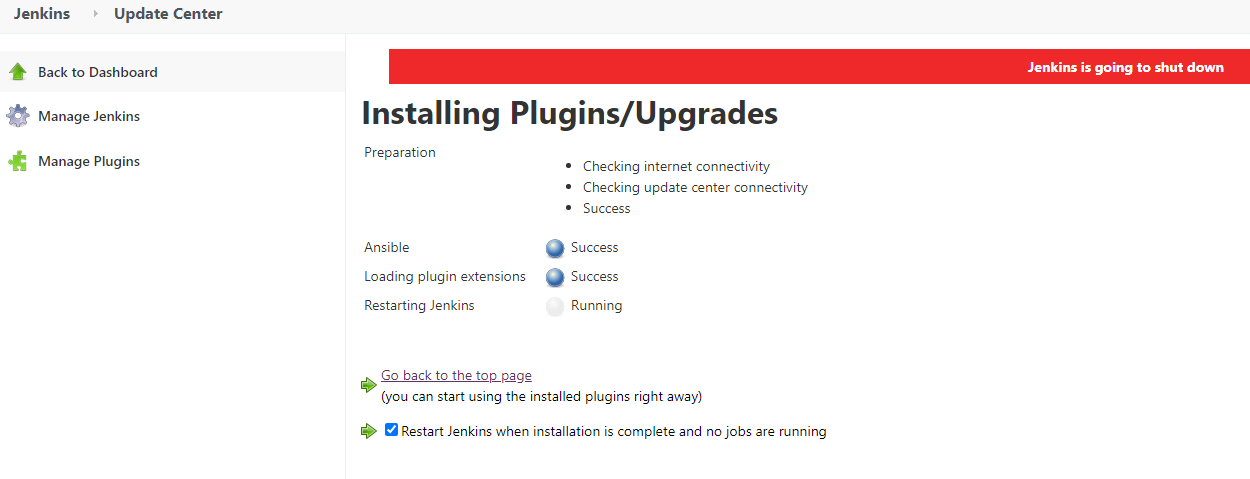 Jenkins Update Center
Back to Dashboard
Manage Jenkins
Manage Plugins
Jenkins is going to shut down
Installing Plugins/Upgrades
Preparation
Checking internet connectivity
Checking update center connectivity
Success
Ansible Success
Loading plugin extensions Success
Restarting Jenkins Running
Go back to the top page
(you can start using the installed plugins right away)
Restart Jenkins when installation is complete and no jobs are running